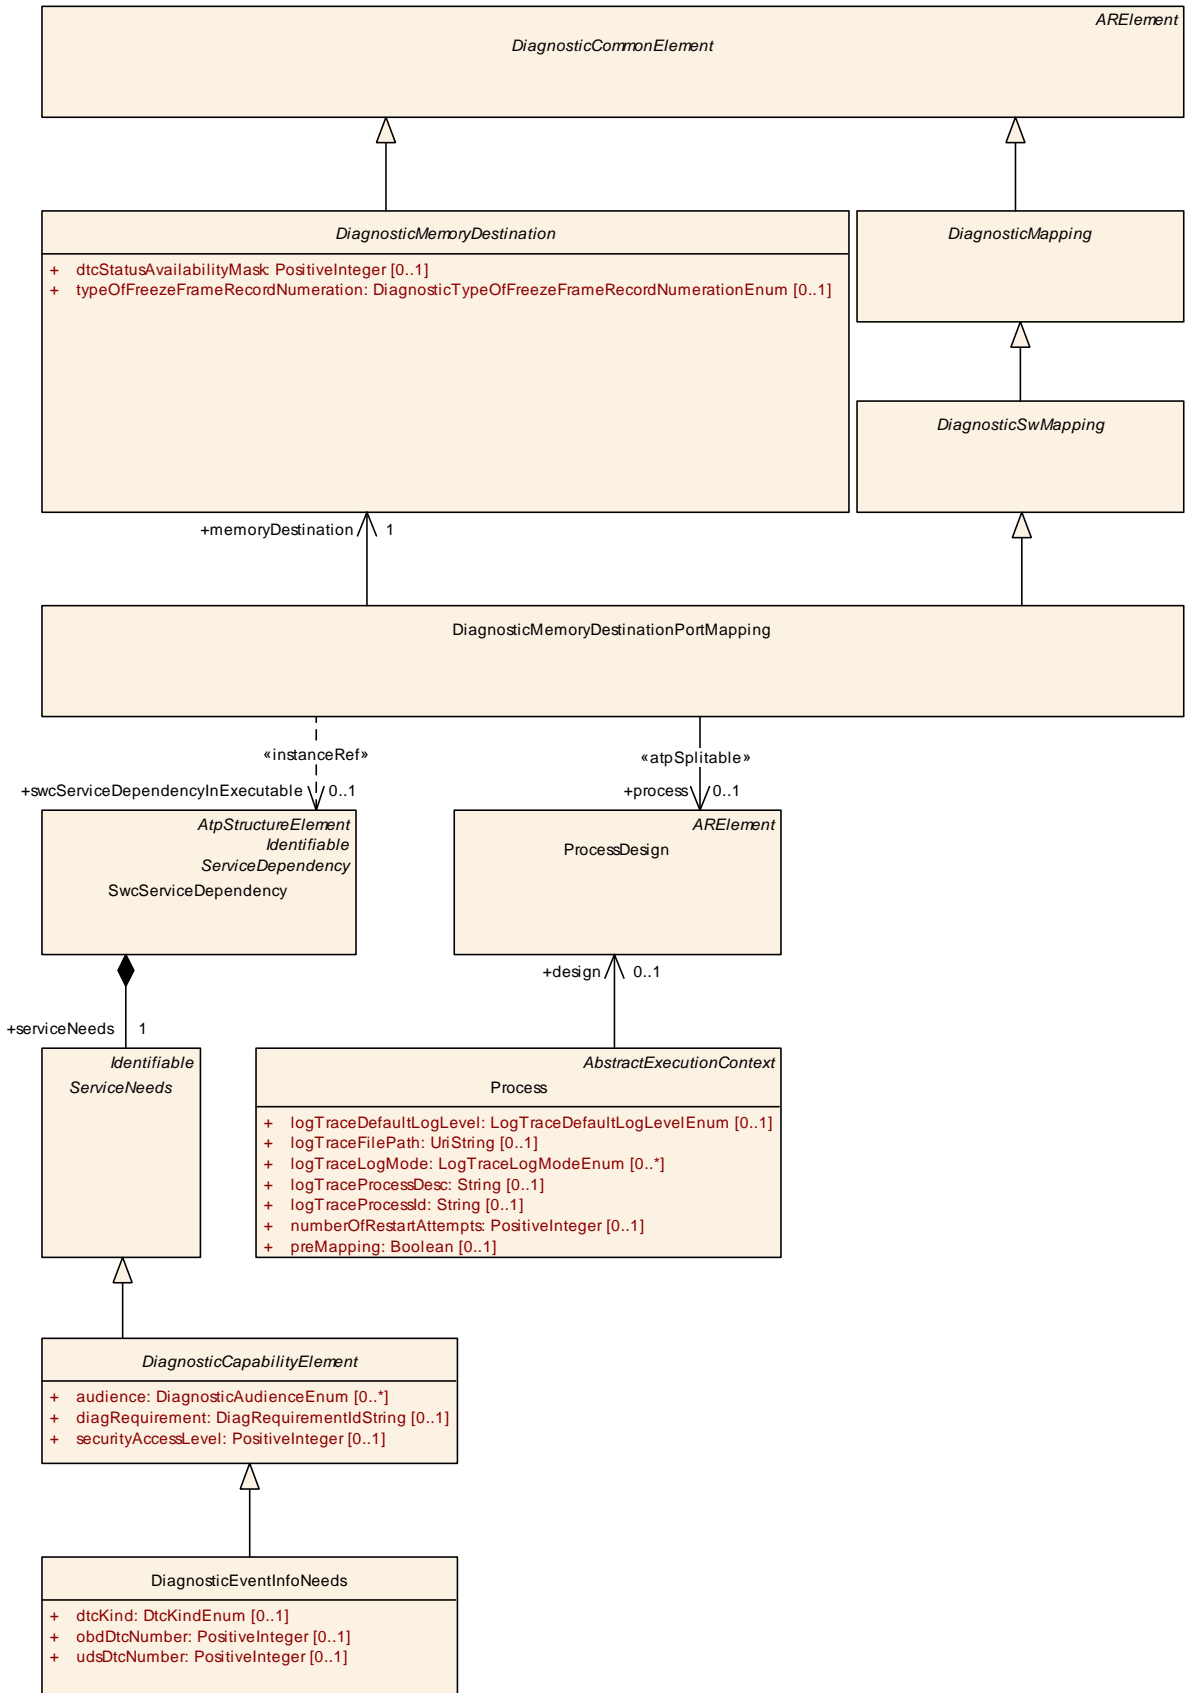 ARElement
DiagnosticCommonElement
DiagnosticMemoryDestination
+ dtcStatusAvailabilityMask: PositiveInteger [0..1]
+ typeOfFreezeFrameRecordNumeration: DiagnosticTypeOfFreezeFrameRecordNumerationEnum [0..1]
DiagnosticMapping
DiagnosticSwMapping
+memoryDestination 1
DiagnosticMemoryDestinationPortMapping
«instanceRef»
«atpSplitable»
+swcServiceDependencyInExecutable 0..1
+process 0..1
AtpStructureElement
Identifiable
ServiceDependency
SwcServiceDependency
ARElement
ProcessDesign
+design 0..1
+serviceNeeds 1
Identifiable
ServiceNeeds
AbstractExecutionContext
Process
+ logTraceDefaultLogLevel: LogTraceDefaultLogLevelEnum [0..1]
+ logTraceFilePath: UriString [0..1]
+ logTraceLogMode: LogTraceLogModeEnum [0..*]
+ logTraceProcessDesc: String [0..1]
+ logTraceProcessId: String [0..1]
+ numberOfRestartAttempts: PositiveInteger [0..1]
+ preMapping: Boolean [0..1]
DiagnosticCapabilityElement
+ audience: DiagnosticAudienceEnum [0..*]
+ diagRequirement: DiagRequirementIdString [0..1]
+ securityAccessLevel: PositiveInteger [0..1]
DiagnosticEventInfoNeeds
+ dtcKind: DtcKindEnum [0..1]
+ obdDtcNumber: PositiveInteger [0..1]
+ udsDtcNumber: PositiveInteger [0..1]